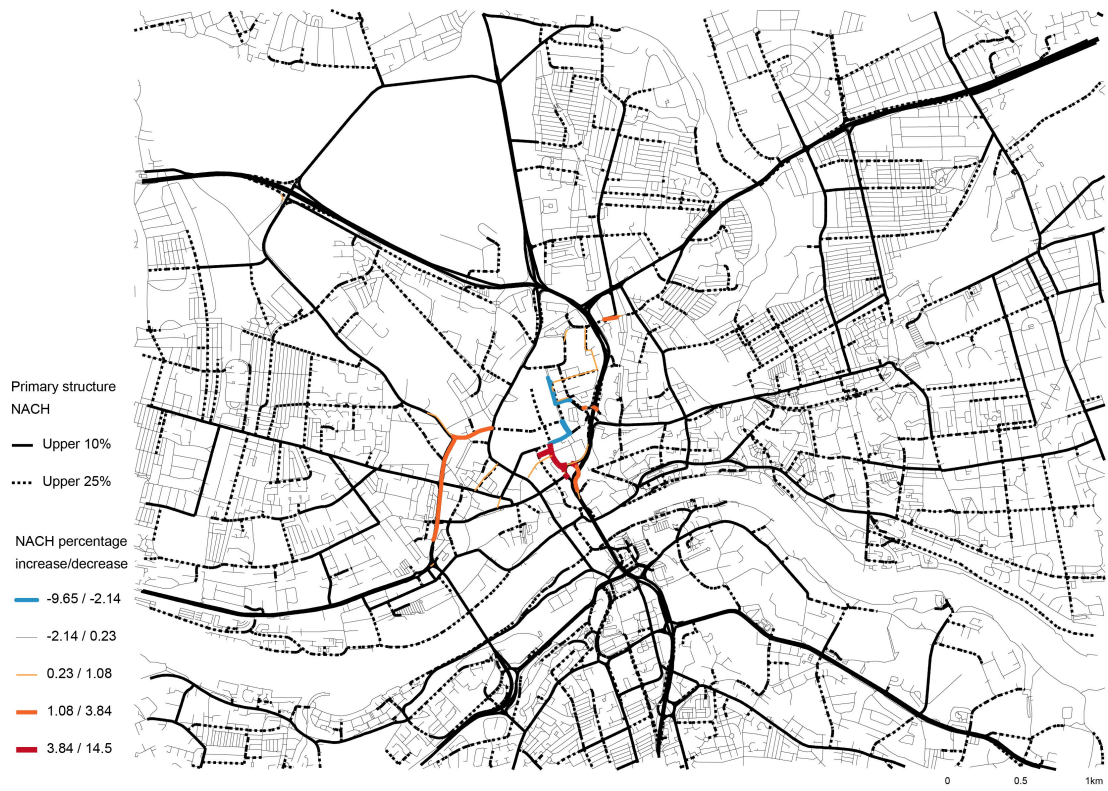 Primary structure
NACH
Upper 10%
Upper 25%
NACH percentage
increase/decrease
-9.65 / -2.14
-2.14 / 0.23
0.23 / 1.08
1.08 / 3.84
3.84 / 14.5
0 0.5 1km